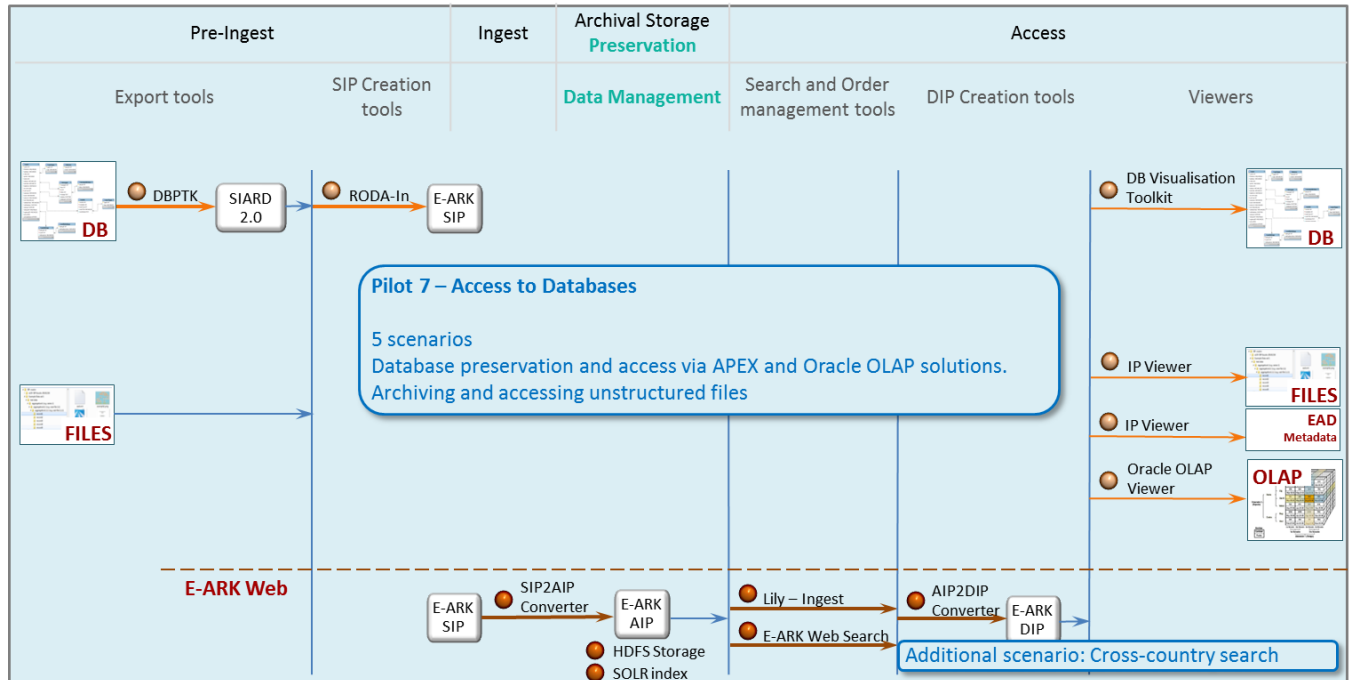 Pre-Ingest
Ingest
Archival Storage
Preservation
Access
Export tools
SIP Creation
tools
Data Management
Search and Order
management tools
DIP Creation tools
Viewers
DB
DBPTK
SIARD
2.0
RODA-In
E-ARK
SIP
DB Visualisation
Toolkit
DB
Pilot 7 – Access to Databases
5 scenarios
Database preservation and access via APEX and Oracle OLAP solutions.
Archiving and accessing unstructured files
FILES
IP Viewer
FILES
IP Viewer
EAD
Metadata
Oracle OLAP
Viewer
OLAP
E-ARK Web
E-ARK
SIP
SIP2AIP
Converter
E-ARK
AIP
HDFS Storage
SOLR index
Lily – Ingest
E-ARK Web Search
AIP2DIP
Converter
E-ARK
DIP
Additional scenario: Cross-country search